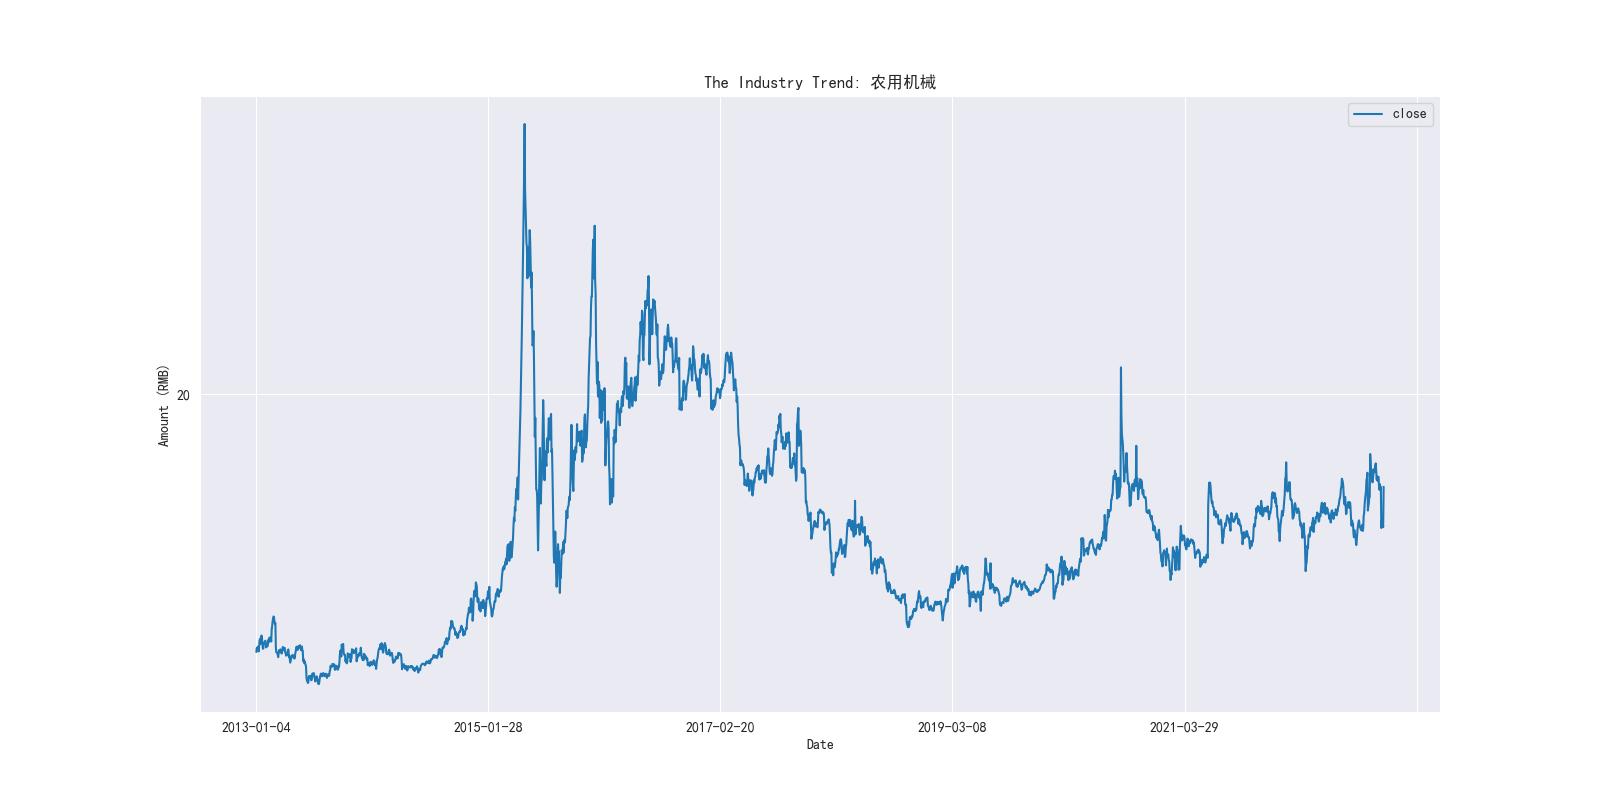 The Industry Trend: 农用机械
close
Amount (RMB)
20
2013-01-04
2015-01-28
2017-02-20
2019-03-08
2021-03-29
Date